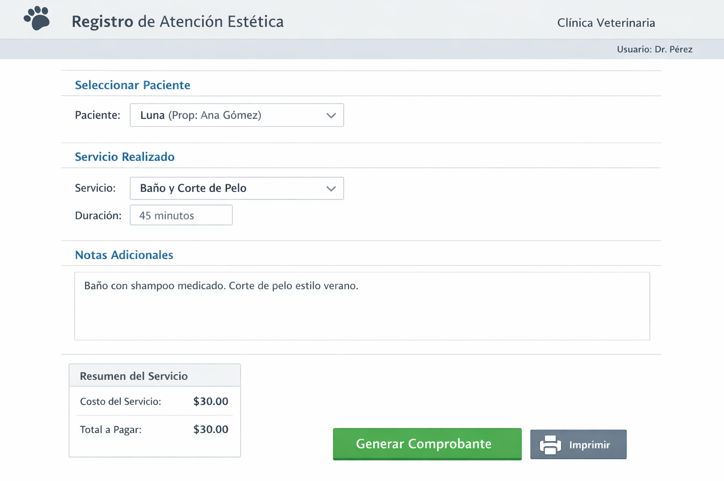 Registro de Atención Estética
Clínica Veterinaria
Usuario: Dr. Pérez
Seleccionar Paciente
Paciente: Luna (Prop: Ana Gómez)
Servicio Realizado
Servicio: Baño y Corte de Pelo
Duración: 45 minutos
Notas Adicionales
Baño con shampoo medicado. Corte de pelo estilo verano.
Resumen del Servicio
Costo del Servicio: $30.00
Total a Pagar: $30.00
Generar Comprobante
Imprimir